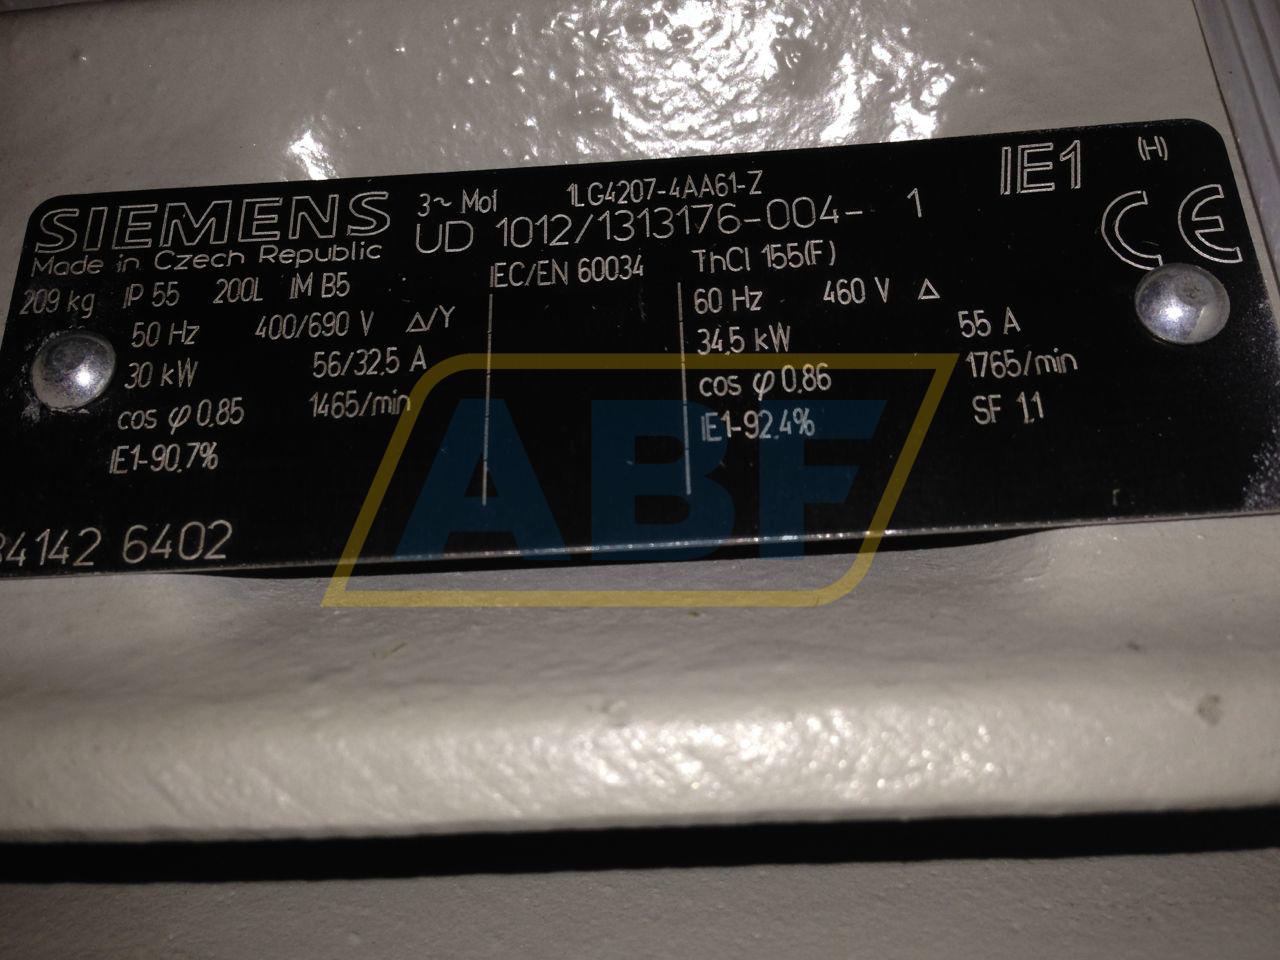 SIEMENS 3~ Mot 1LG4207-4AA61-Z IE1 (H)
Made in Czech Republic UD 1012/1313176-004- 1 CE
209 kg IP 55 200L IM B5 IEC/EN 60034 ThCl 155(F)
50 Hz 400/690 V Δ/Y 60 Hz 460 V Δ
30 kW 56/32.5 A 34.5 kW 55 A
cos φ 0.85 1465/min cos φ 0.86 1765/min
IE1-90.7% IE1-92.4% SF 1.1
4142 6402
ABF